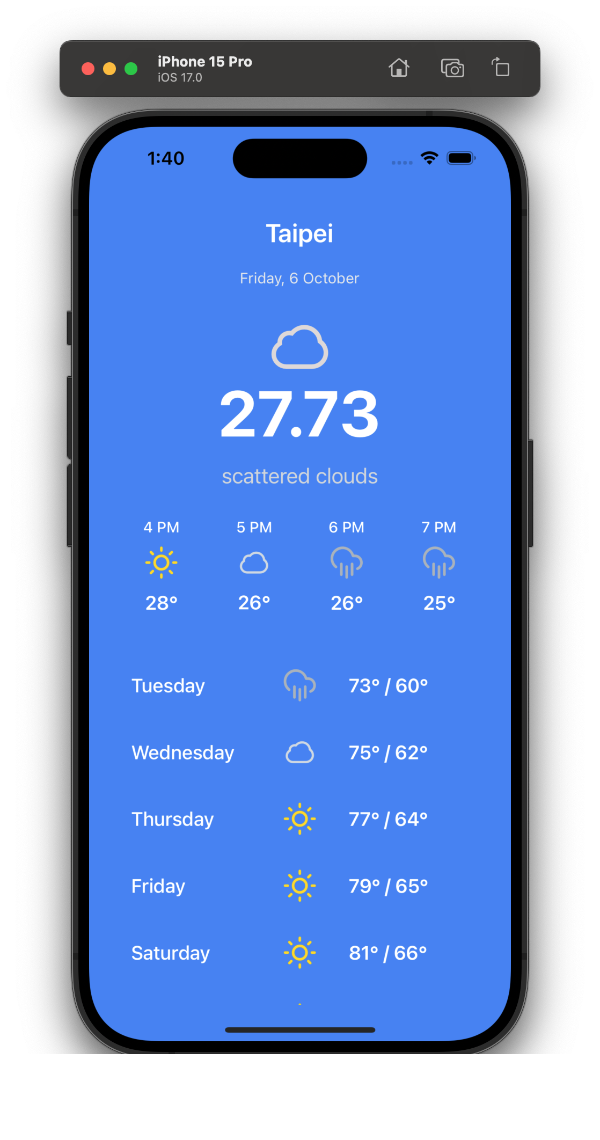 iPhone 15 Pro
iOS 17.0
1:40
Taipei
Friday, 6 October
27.73
scattered clouds
4 PM 5 PM 6 PM 7 PM
28° 26° 26° 25°
Tuesday 73° / 60°
Wednesday 75° / 62°
Thursday 77° / 64°
Friday 79° / 65°
Saturday 81° / 66°